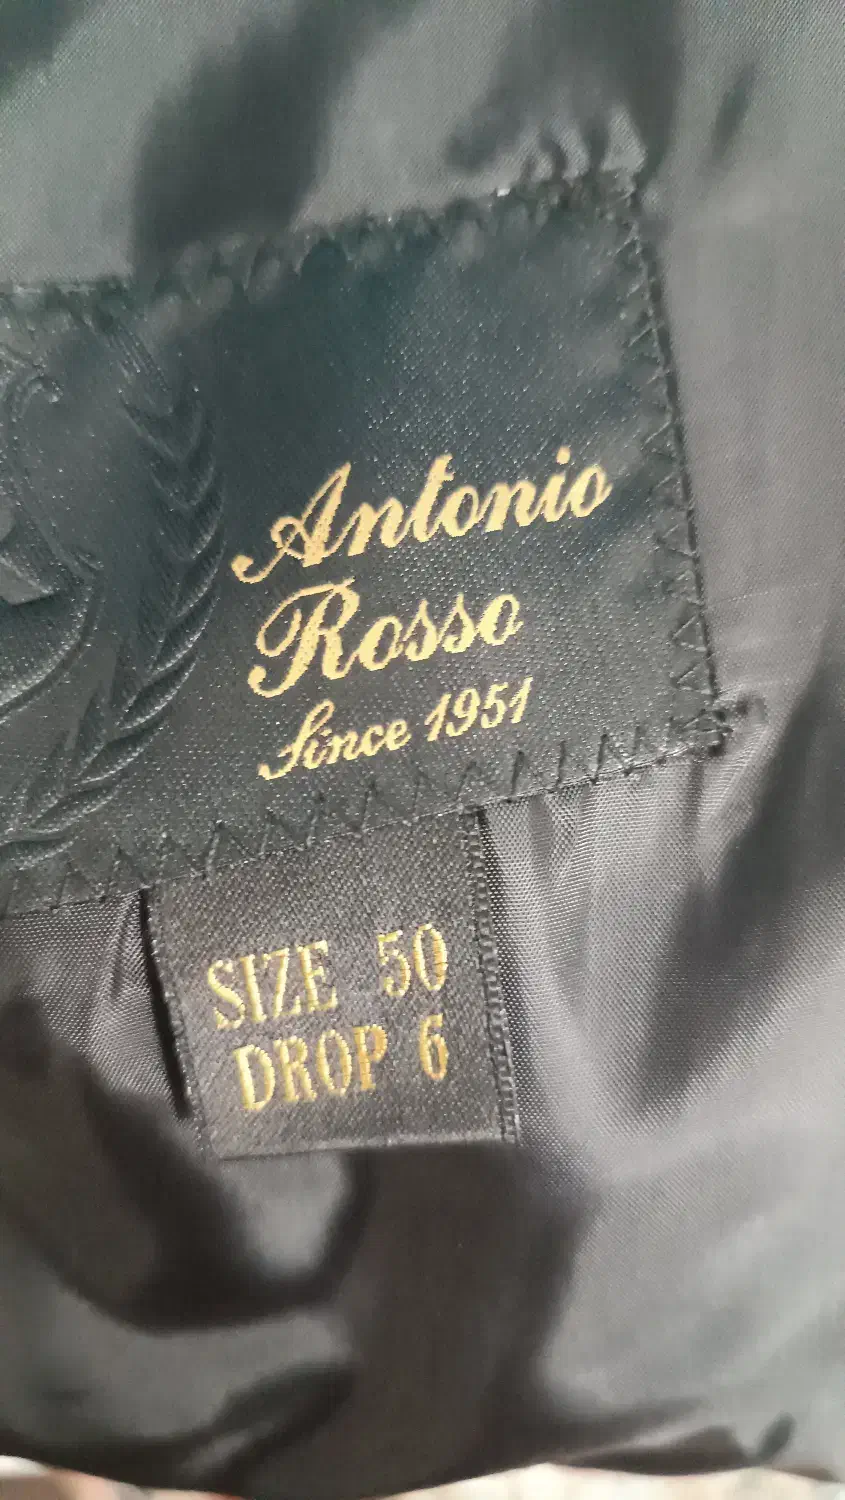 Antonio
Rosso
Since 1951
SIZE 50
DROP 6